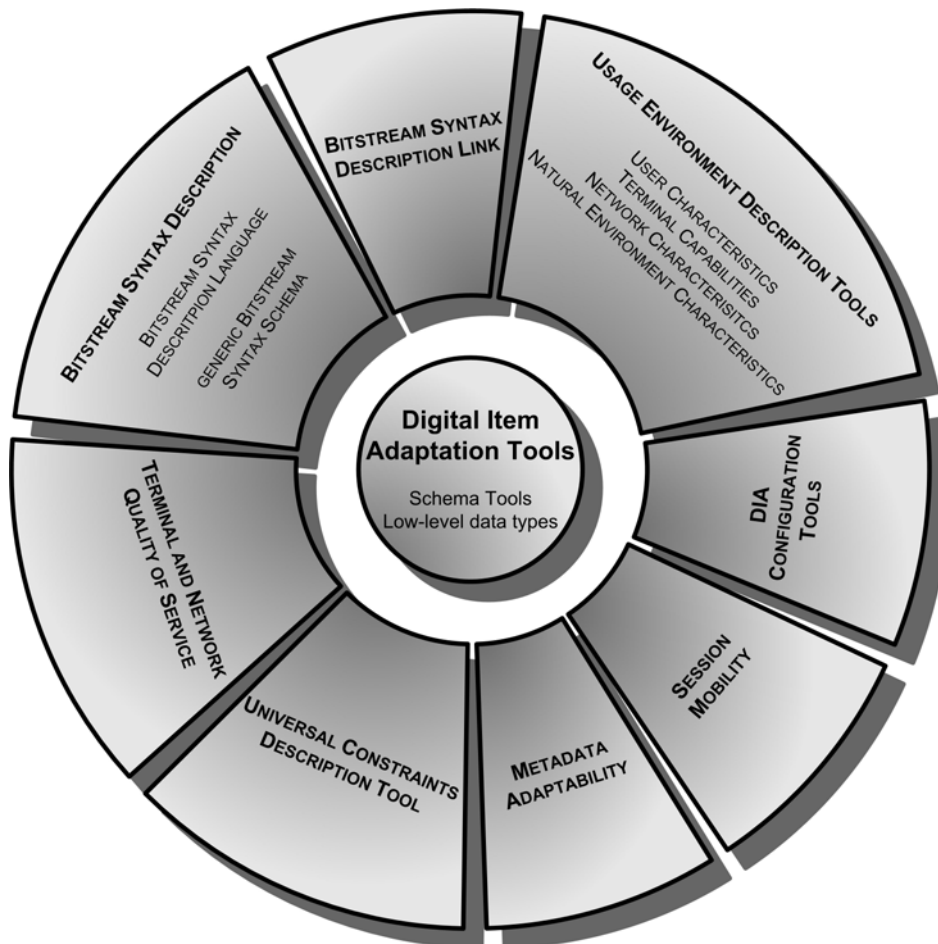 BITSTREAM SYNTAX
DESCRIPTION LINK
USAGE ENVIRONMENT DESCRIPTION TOOLS
USER CHARACTERISTICS
TERMINAL CAPABILITIES
NETWORK CHARACTERISITCS
NATURAL ENVIRONMENT CHARACTERISTICS
DIA
CONFIGURATION
TOOLS
SESSION
MOBILITY
METADATA
ADAPTABILITY
UNIVERSAL CONSTRAINTS
DESCRIPTION TOOL
TERMINAL AND NETWORK
QUALITY OF SERVICE
BITSTREAM SYNTAX DESCRIPTION
BITSTREAM SYNTAX
DESCRITPION LANGUAGE
GENERIC BITSTREAM
SYNTAX SCHEMA
Digital Item
Adaptation Tools
Schema Tools
Low-level data types